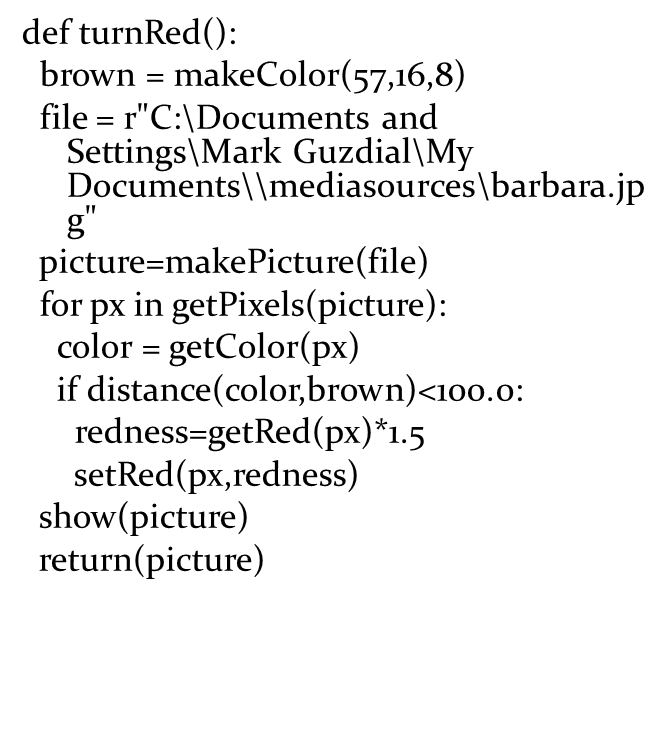 def turnRed():
brown = makeColor(57,16,8)
file = r"C:\Documents and
Settings\Mark Guzdial\My
Documents\\mediasources\barbara.jp
g"
picture=makePicture(file)
for px in getPixels(picture):
color = getColor(px)
if distance(color,brown)<100.0:
redness=getRed(px)*1.5
setRed(px,redness)
show(picture)
return(picture)